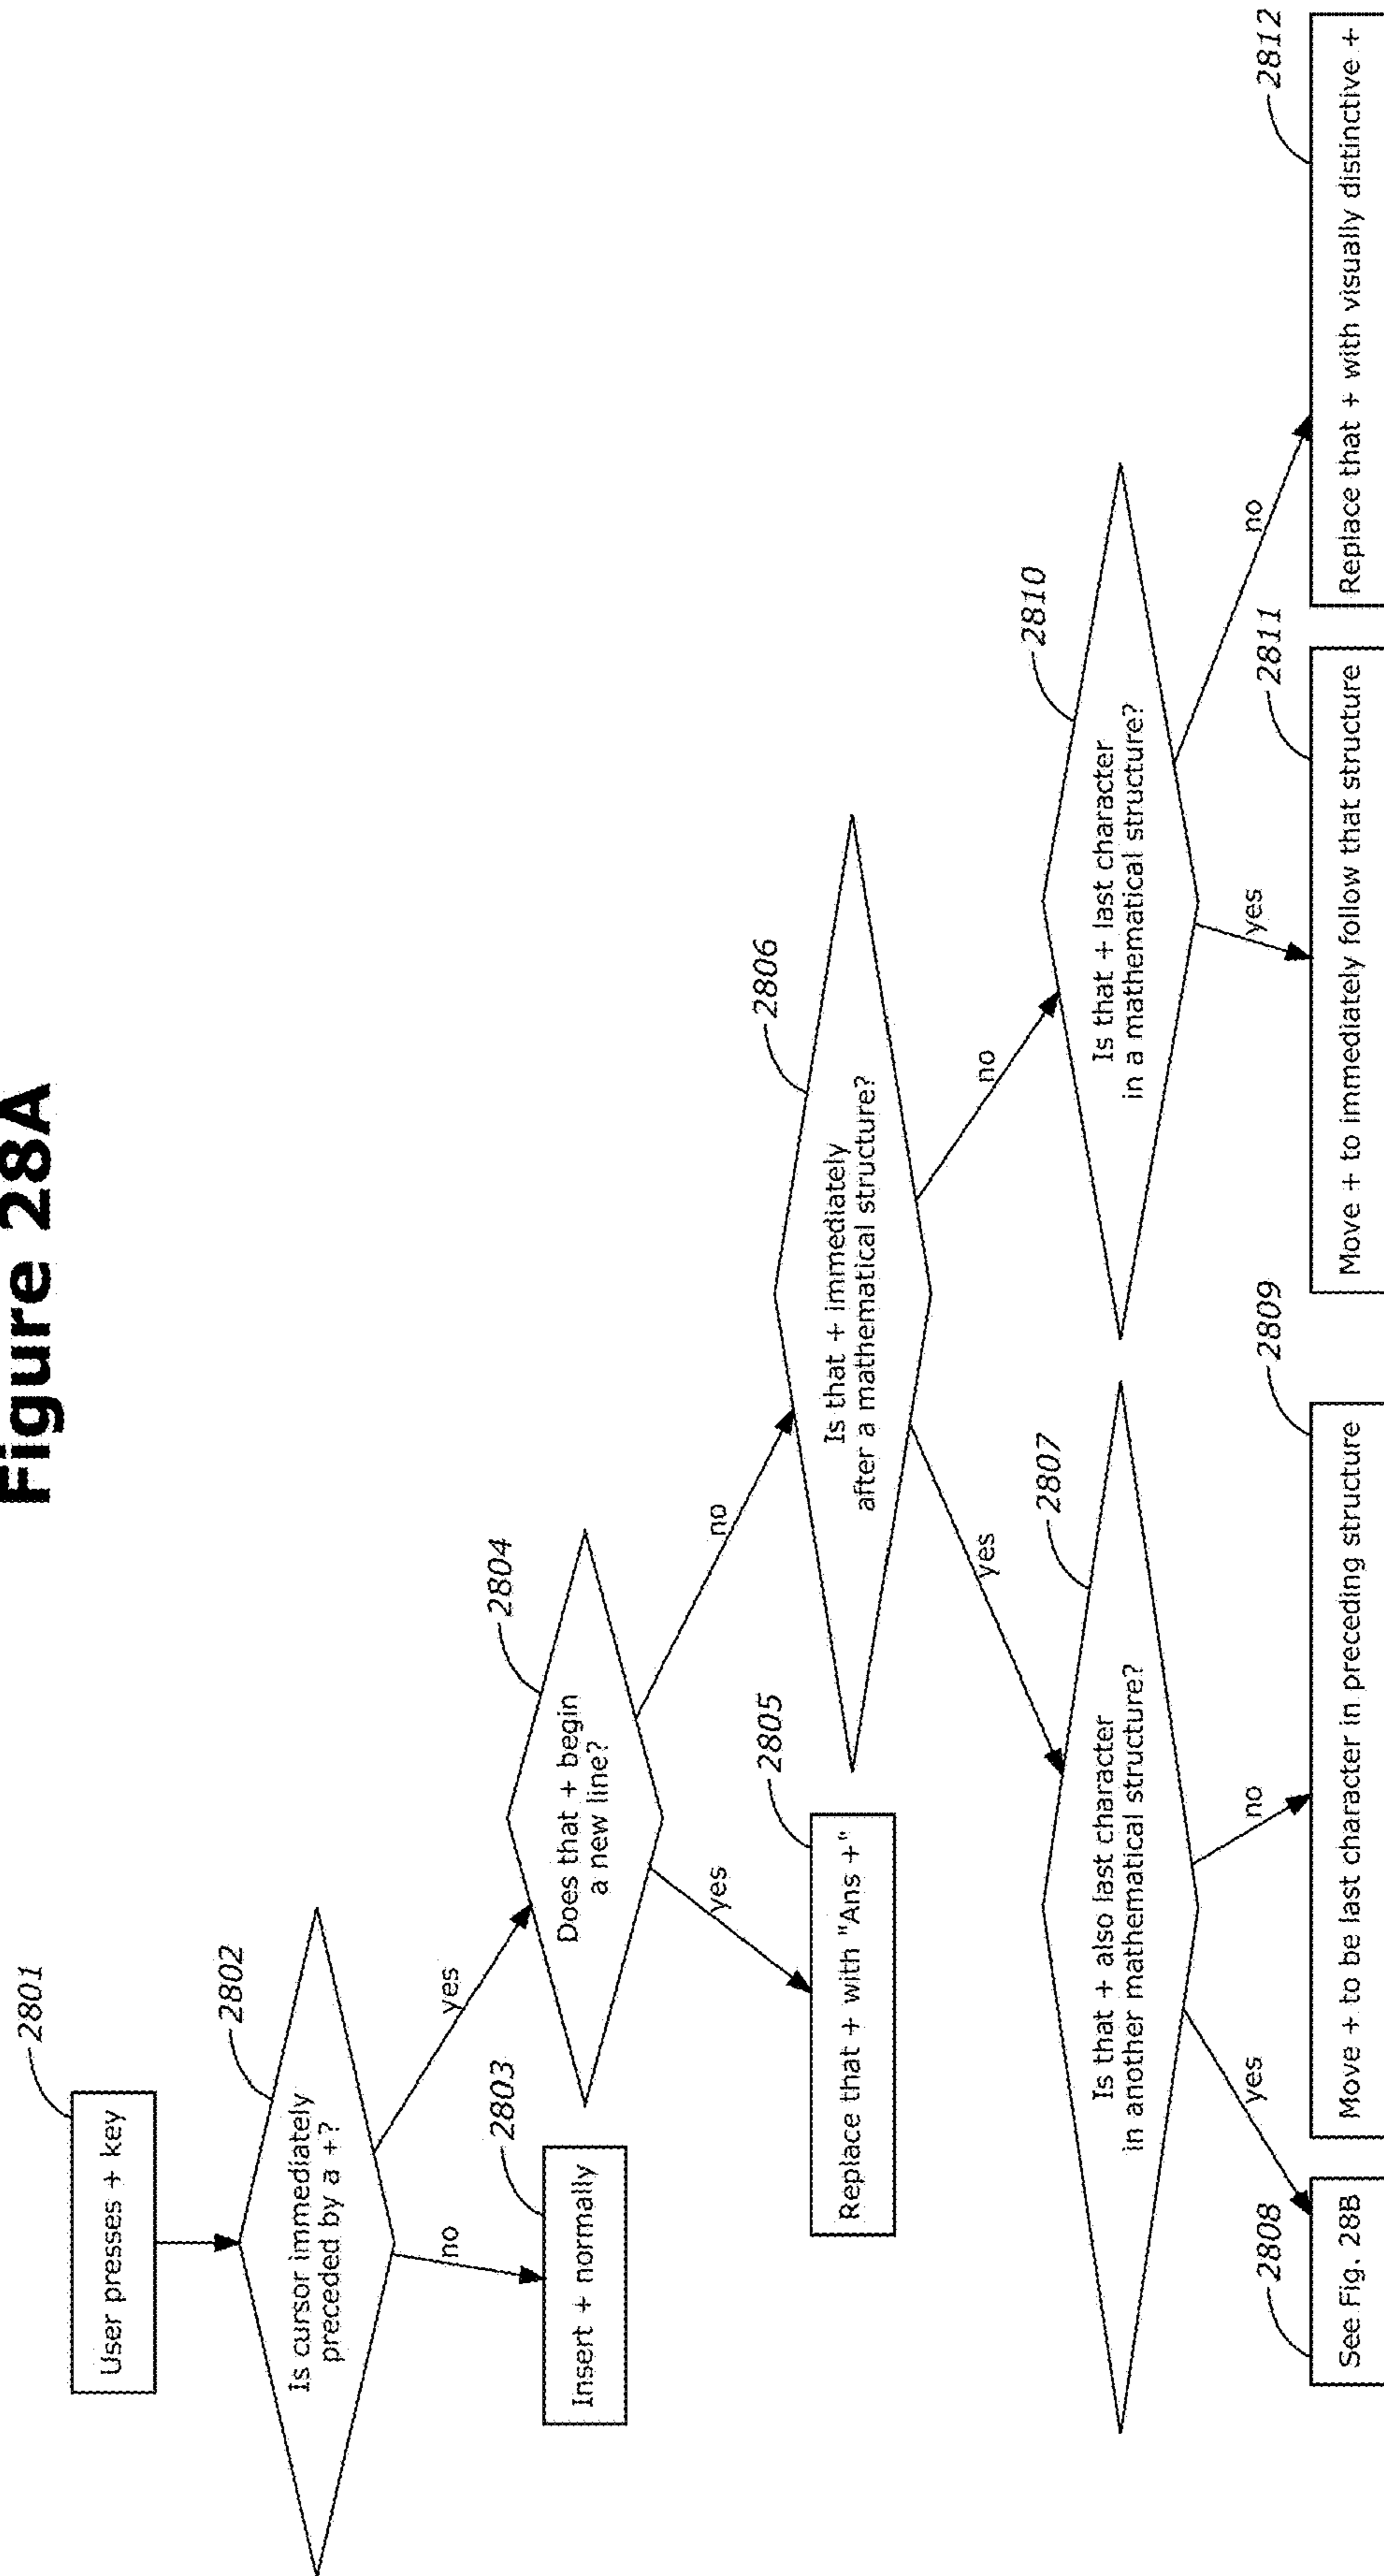 Figure 28A
2801
User presses + key
2802
Is cursor immediately
preceded by a +?
no
yes
2803
Insert + normally
2804
Does that + begin
a new line?
yes
no
2805
Replace that + with "Ans +"
2806
Is that + immediately
after a mathematical structure?
yes
no
2807
Is that + also last character
in another mathematical structure?
2810
Is that + last character
in a mathematical structure?
yes
no
yes
no
2808
See Fig. 28B
2809
Move + to be last character in preceding structure
2811
Move + to immediately follow that structure
2812
Replace that + with visually distinctive +